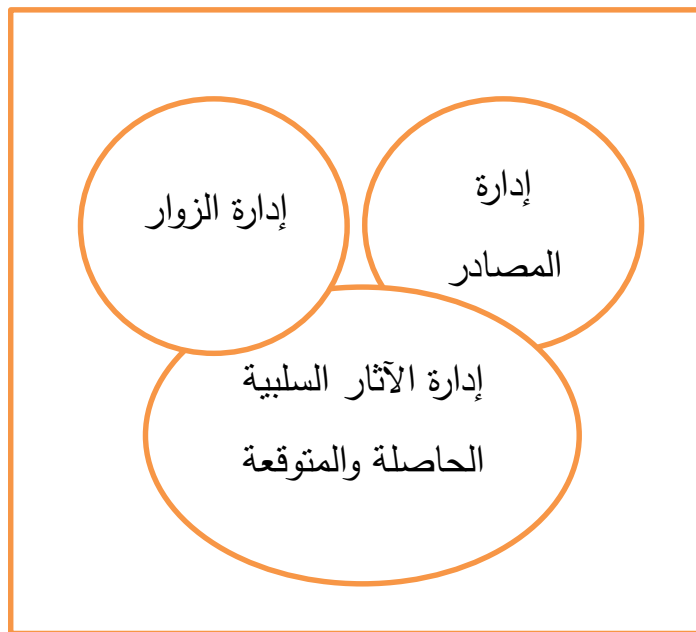 إدارة
المصادر
إدارة الزوار
إدارة الآثار السلبية
الحاصلة والمتوقعة